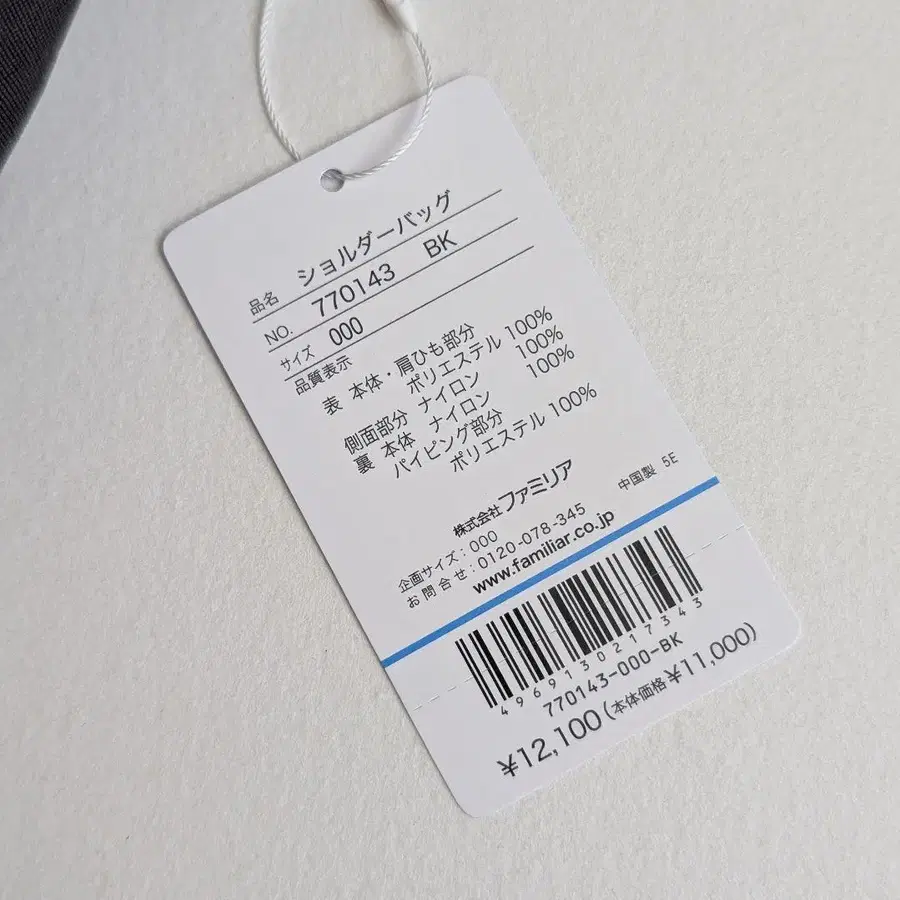 品名 ショルダーバッグ
NO. 770143 BK
サイズ 000
品質表示
表 本体・肩ひも部分
ポリエステル 100%
側面部分 ナイロン 100%
裏 本体 ナイロン 100%
パイピング部分
ポリエステル 100%
株式会社ファミリア
中国製 5E
企画サイズ:000
お問合せ:0120-078-345
www.familiar.co.jp
4969130217343
770143-000-BK
¥12,100(本体価格¥11,000)